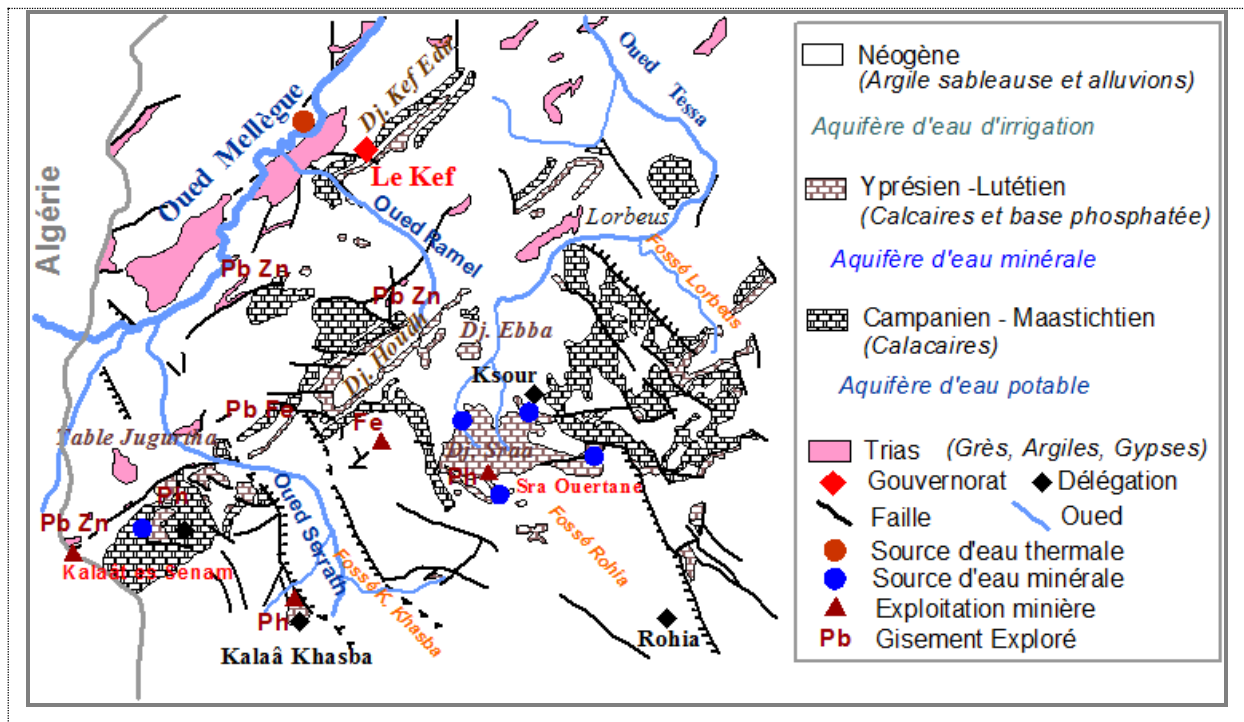 Oued Tessa
Dj. Kef Eda
Oued Mellègue
Le Kef
Algérie
Lorbeus
Oued Ramel
Fossé Lorbeus
Pb Zn
Pb Zn
Dj. Ebba
Dj. Houdh
Ksour
Pb Fe
Fe
Table Jugurtha
Dj. Sraa
Ph
Sra Ouertane
Ph
Pb Zn
Oued Serrath
Fossé Rohia
Kalaât es Senam
Fossé K. Khasba
Ph
Rohia
Kalaâ Khasba
Néogène
(Argile sableause et alluvions)
Aquifère d'eau d'irrigation
Yprésien -Lutétien
(Calcaires et base phosphatée)
Aquifère d'eau minérale
Campanien - Maastichtien
(Calacaires)
Aquifère d'eau potable
Trias (Grès, Argiles, Gypses)
Gouvernorat Délégation
Faille Oued
Source d'eau thermale
Source d'eau minérale
Exploitation minière
Pb Gisement Exploré